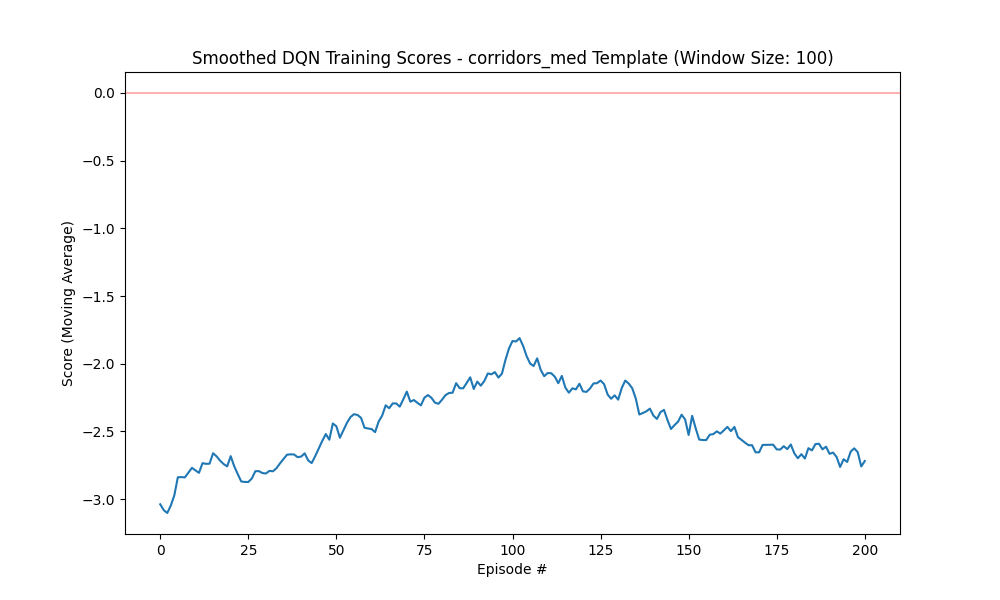 Smoothed DQN Training Scores - corridors_med Template (Window Size: 100)
0.0
−0.5
−1.0
−1.5
−2.0
−2.5
−3.0
Score (Moving Average)
0 25 50 75 100 125 150 175 200
Episode #